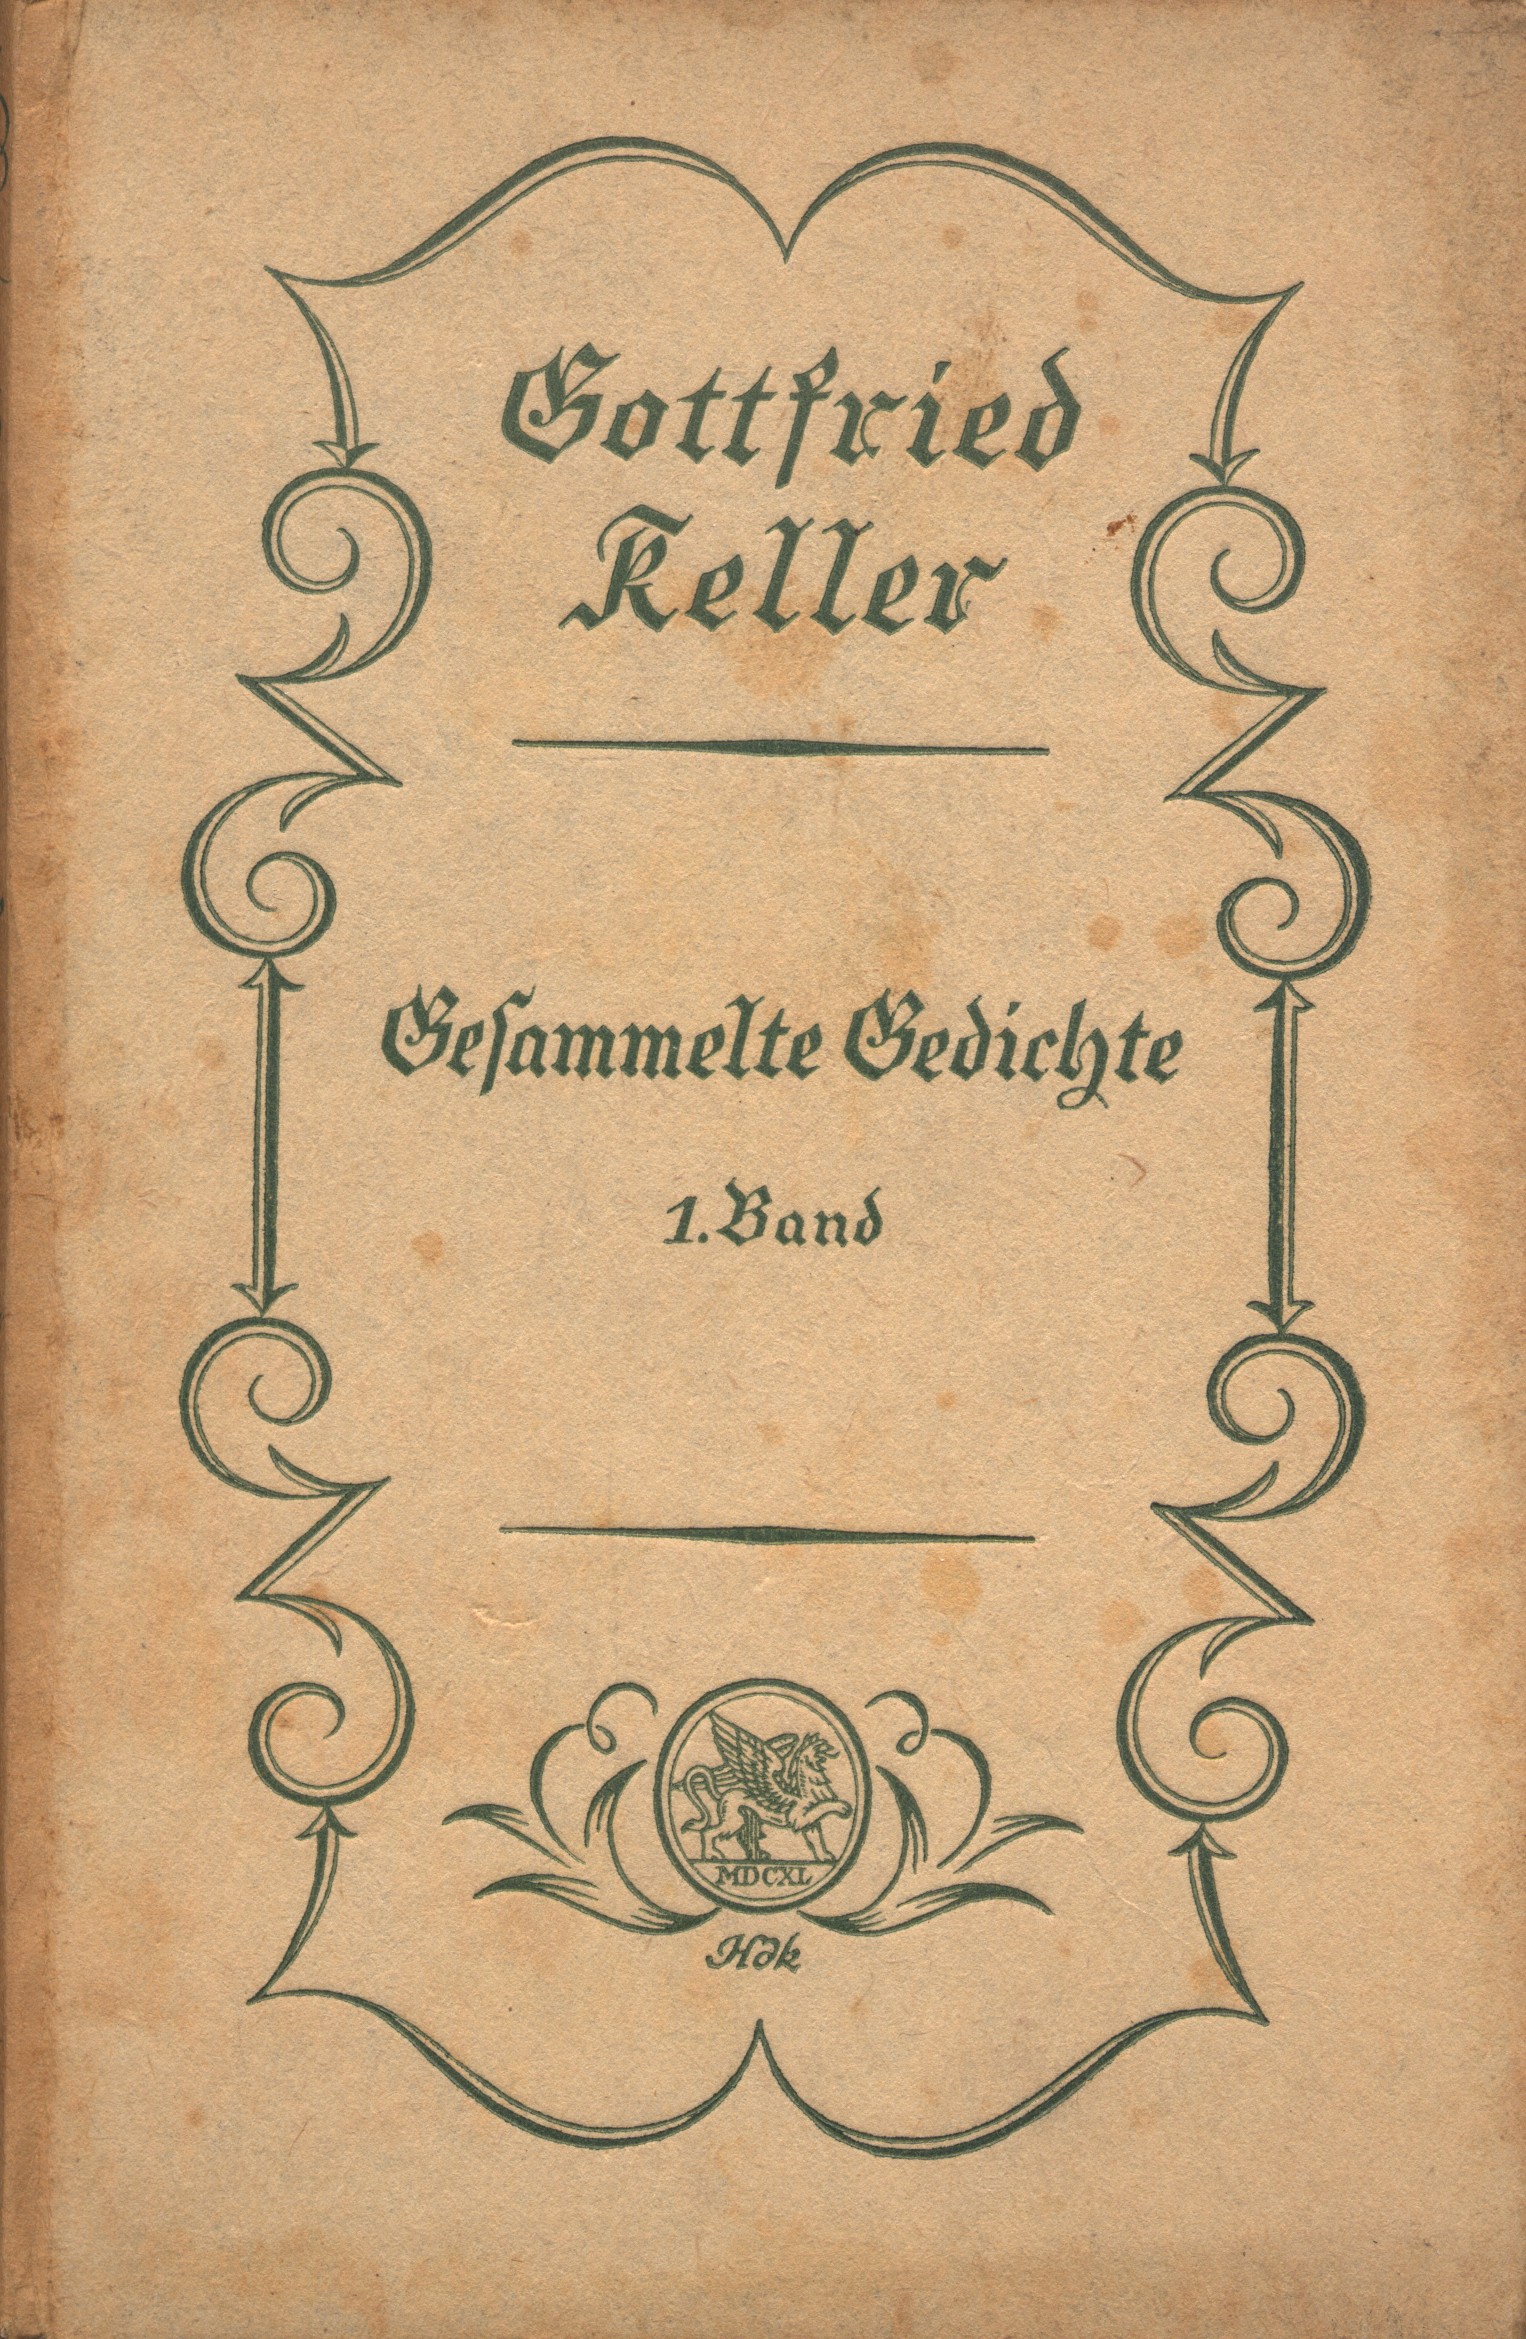 Gottfried
Keller
Gesammelte Gedichte
1. Band
MDCXL
Hdk